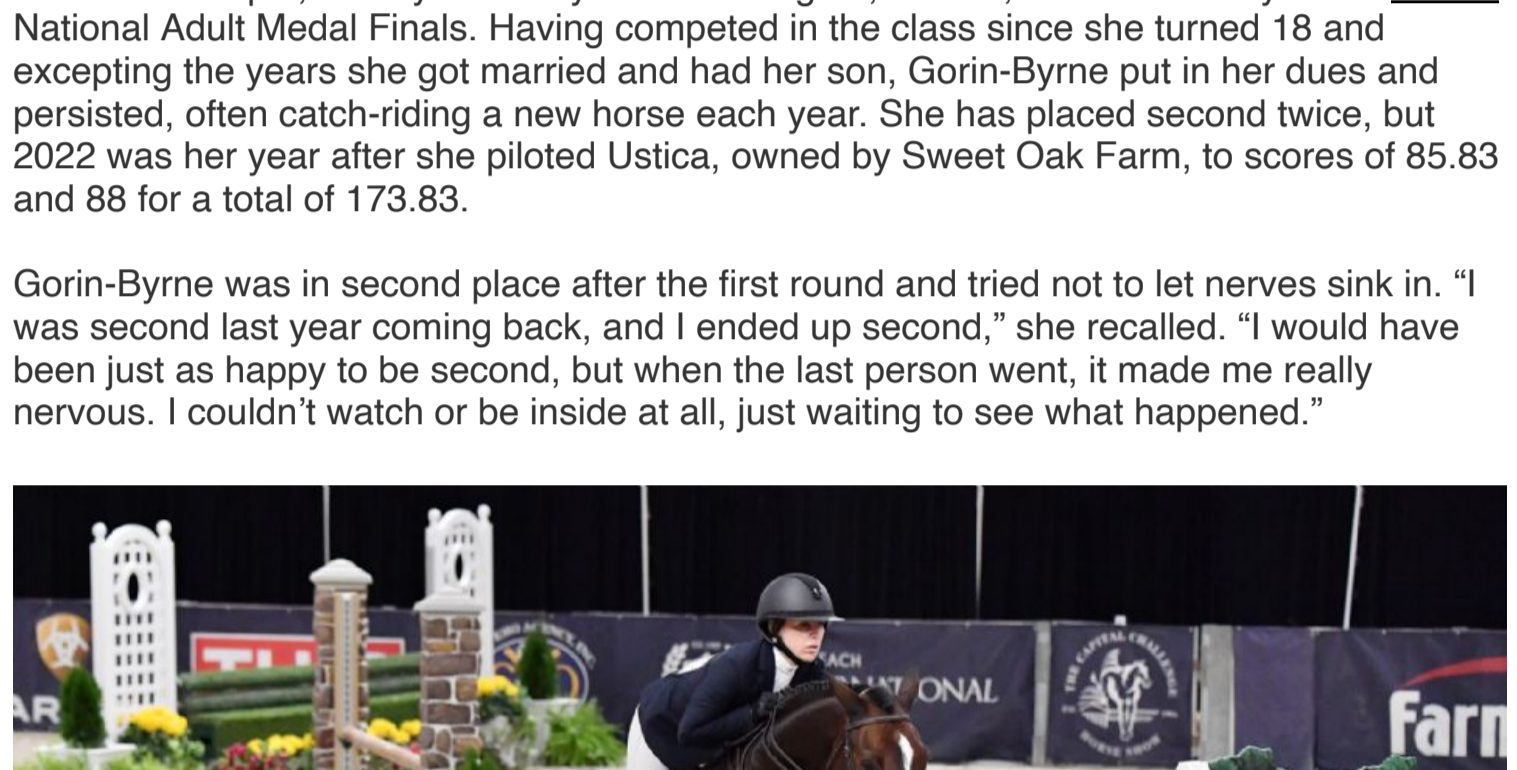 National Adult Medal Finals. Having competed in the class since she turned 18 and
excepting the years she got married and had her son, Gorin-Byrne put in her dues and
persisted, often catch-riding a new horse each year. She has placed second twice, but
2022 was her year after she piloted Ustica, owned by Sweet Oak Farm, to scores of 85.83
and 88 for a total of 173.83.
Gorin-Byrne was in second place after the first round and tried not to let nerves sink in. “I
was second last year coming back, and I ended up second,” she recalled. “I would have
been just as happy to be second, but when the last person went, it made me really
nervous. I couldn’t watch or be inside at all, just waiting to see what happened.”
THE CAPITAL CHALLENGE
HORSE SHOW